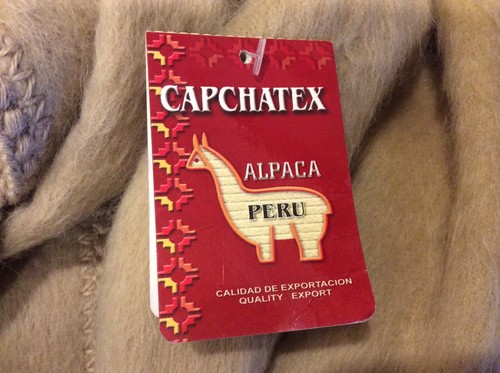 CAPCHATEX
ALPACA
PERU
CALIDAD DE EXPORTACION
QUALITY EXPORT